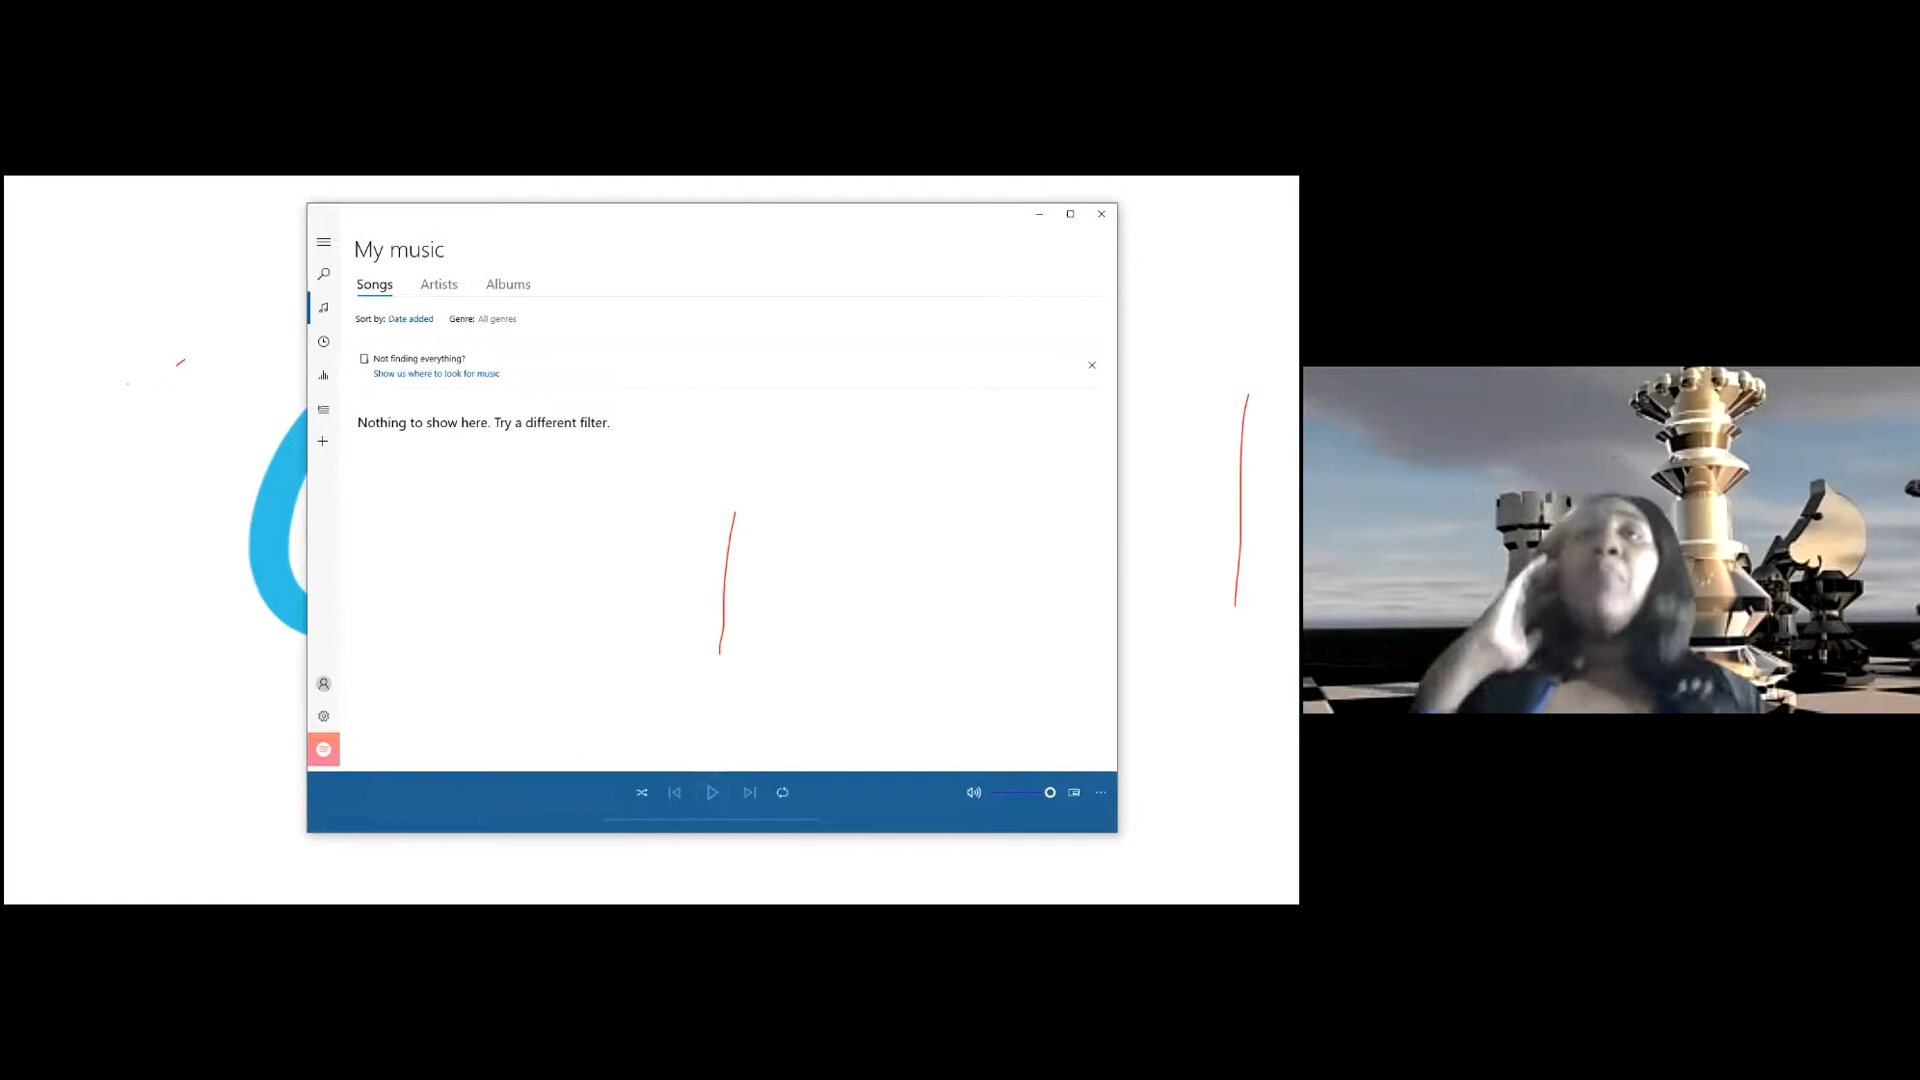 My music
Songs Artists Albums
Sort by: Date added Genre: All genres
Not finding everything?
Show us where to look for music
Nothing to show here. Try a different filter.